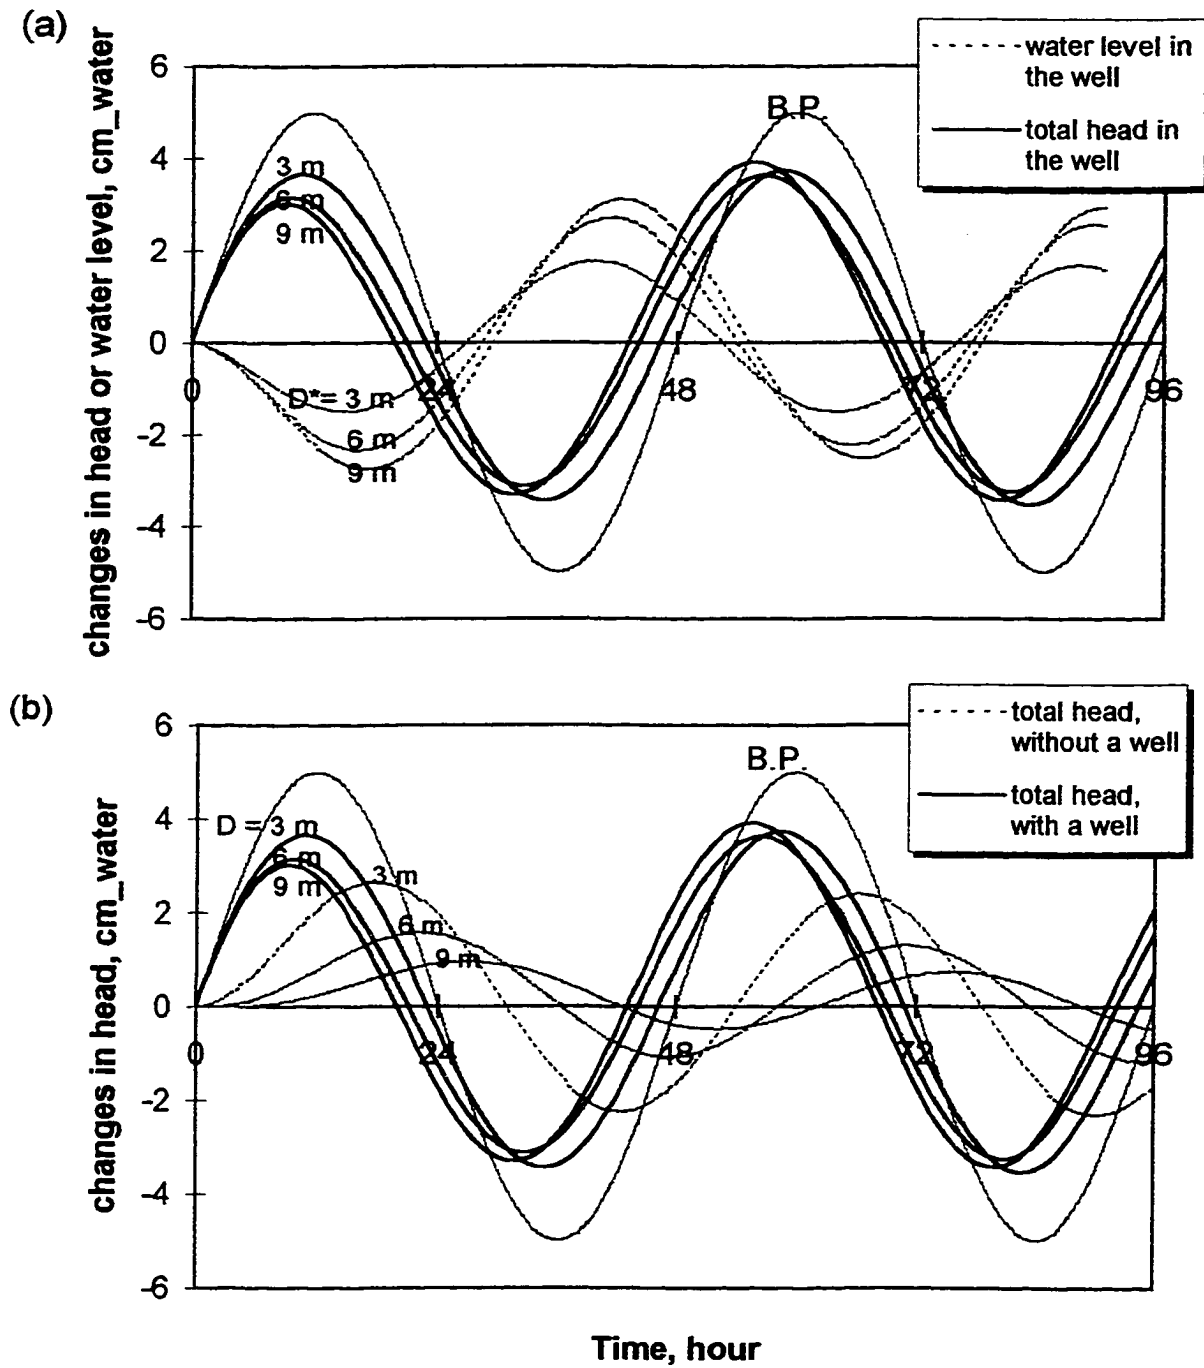 (a)
changes in head or water level, cm_water
water level in
the well
total head in
the well
6
4
2
0
-2
-4
-6
B.P.
3 m
6 m
9 m
D*= 3 m
6 m
9 m
0
24
48
72
96
(b)
changes in head, cm_water
total head,
without a well
total head,
with a well
6
4
2
0
-2
-4
-6
B.P.
D = 3 m
6 m
9 m
3 m
6 m
9 m
0
24
48
72
96
Time, hour